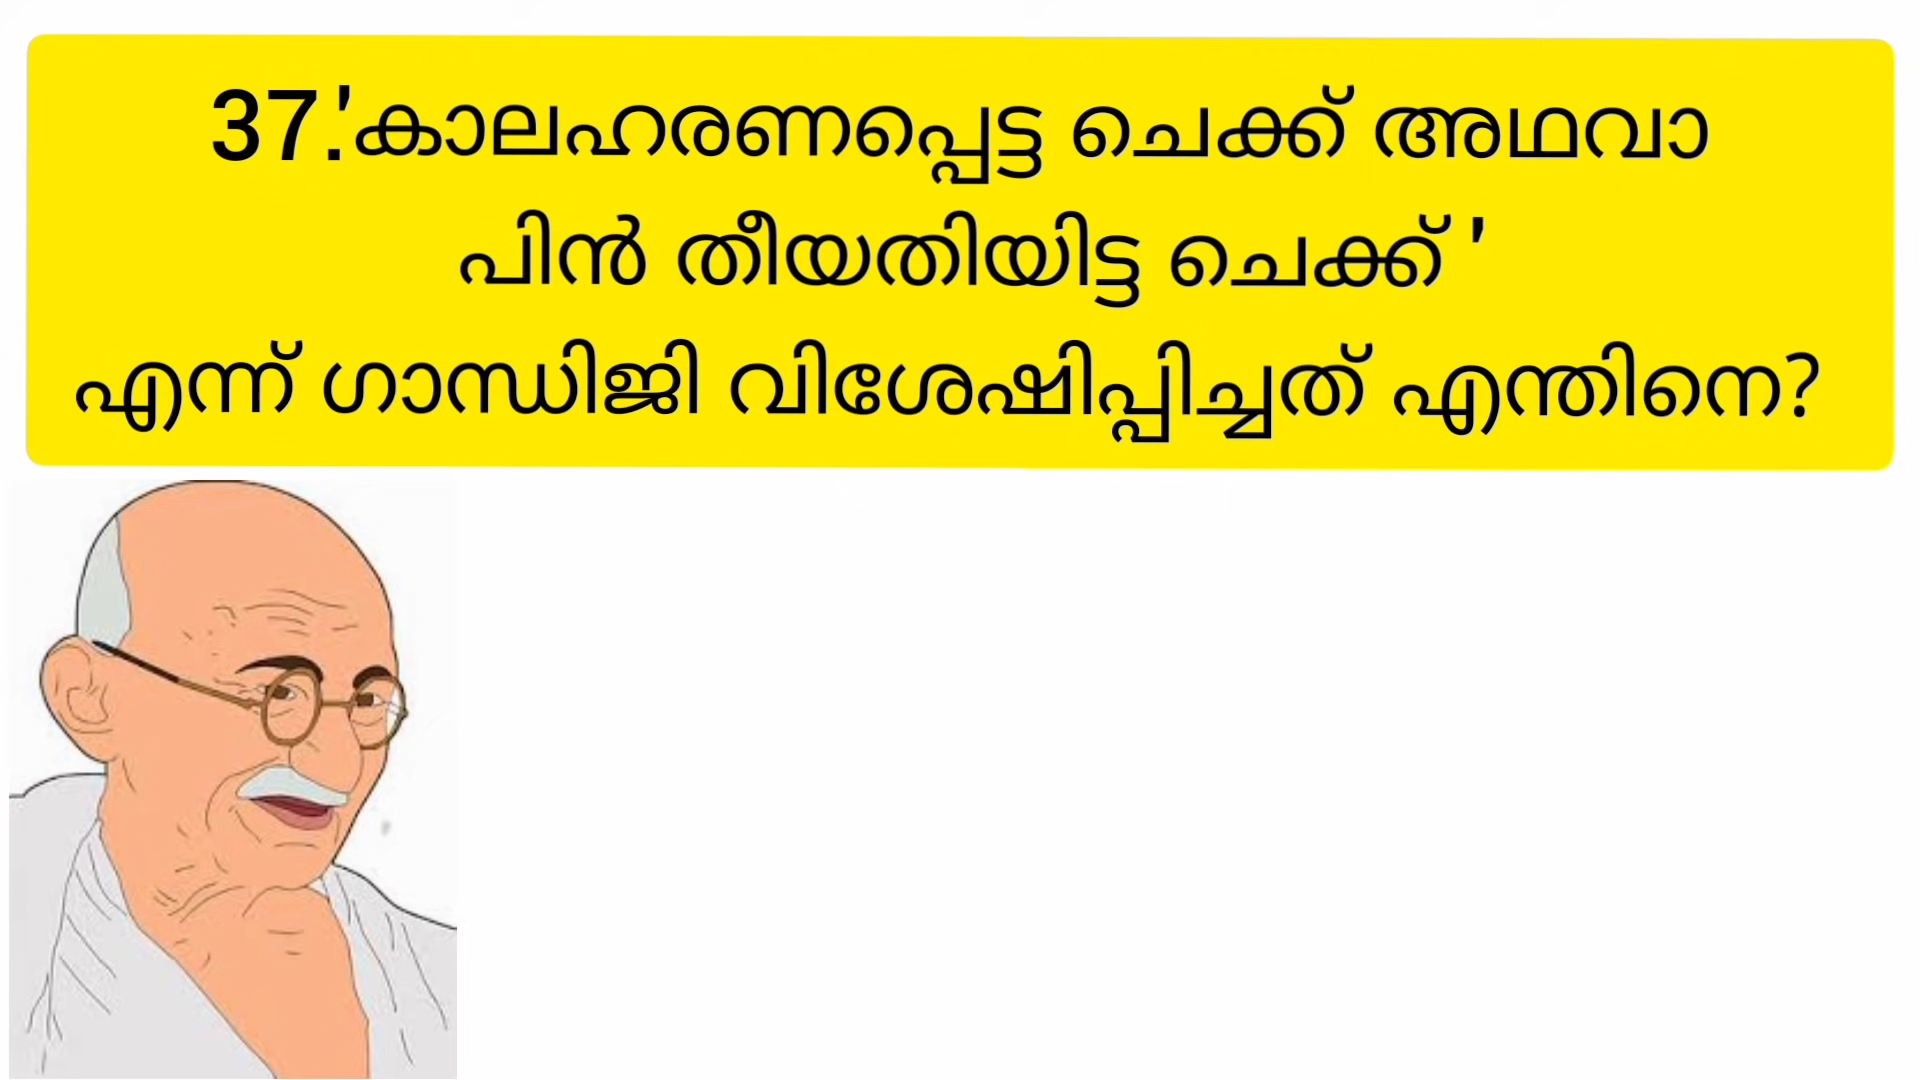 37.'കാലഹരണപ്പെട്ട ചെക്ക് അഥവാ
പിൻ തീയതിയിട്ട ചെക്ക് '
എന്ന് ഗാന്ധിജി വിശേഷിപ്പിച്ചത് എന്തിനെ?